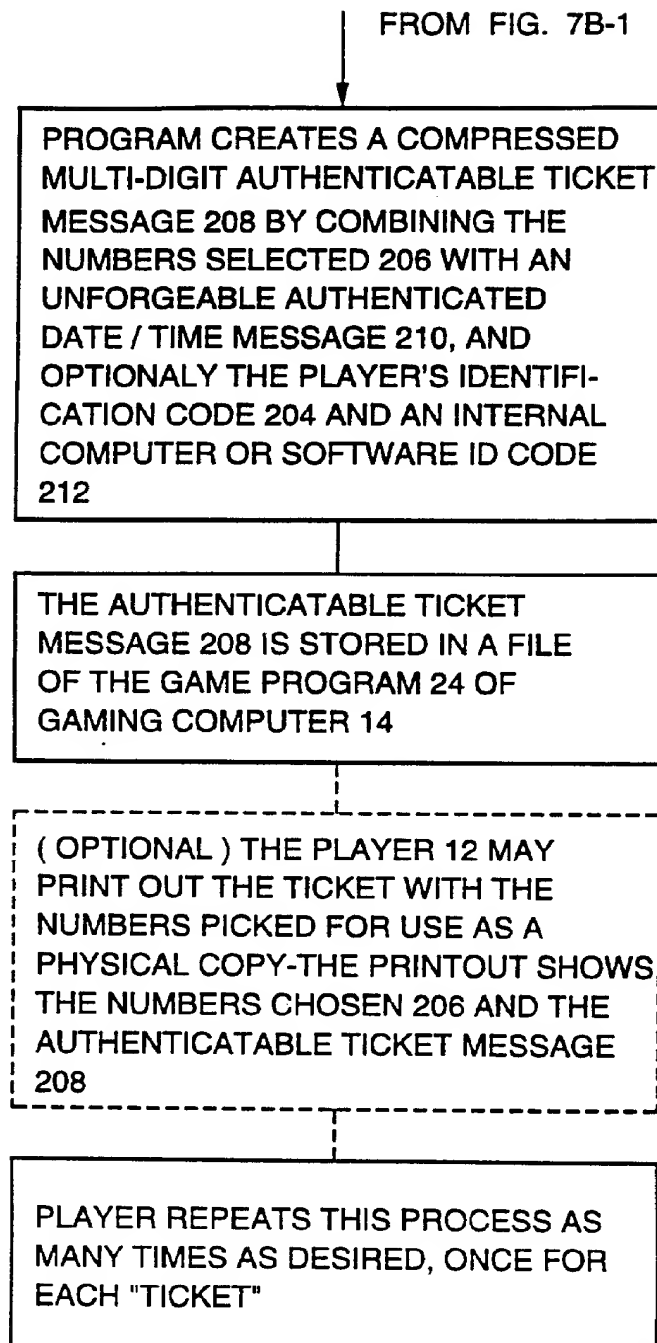 FROM FIG. 7B-1
PROGRAM CREATES A COMPRESSED
MULTI-DIGIT AUTHENTICATABLE TICKET
MESSAGE 208 BY COMBINING THE
NUMBERS SELECTED 206 WITH AN
UNFORGEABLE AUTHENTICATED
DATE / TIME MESSAGE 210, AND
OPTIONALY THE PLAYER'S IDENTIFI-
CATION CODE 204 AND AN INTERNAL
COMPUTER OR SOFTWARE ID CODE
212
THE AUTHENTICATABLE TICKET
MESSAGE 208 IS STORED IN A FILE
OF THE GAME PROGRAM 24 OF
GAMING COMPUTER 14
( OPTIONAL ) THE PLAYER 12 MAY
PRINT OUT THE TICKET WITH THE
NUMBERS PICKED FOR USE AS A
PHYSICAL COPY-THE PRINTOUT SHOWS
THE NUMBERS CHOSEN 206 AND THE
AUTHENTICATABLE TICKET MESSAGE
208
PLAYER REPEATS THIS PROCESS AS
MANY TIMES AS DESIRED, ONCE FOR
EACH "TICKET"